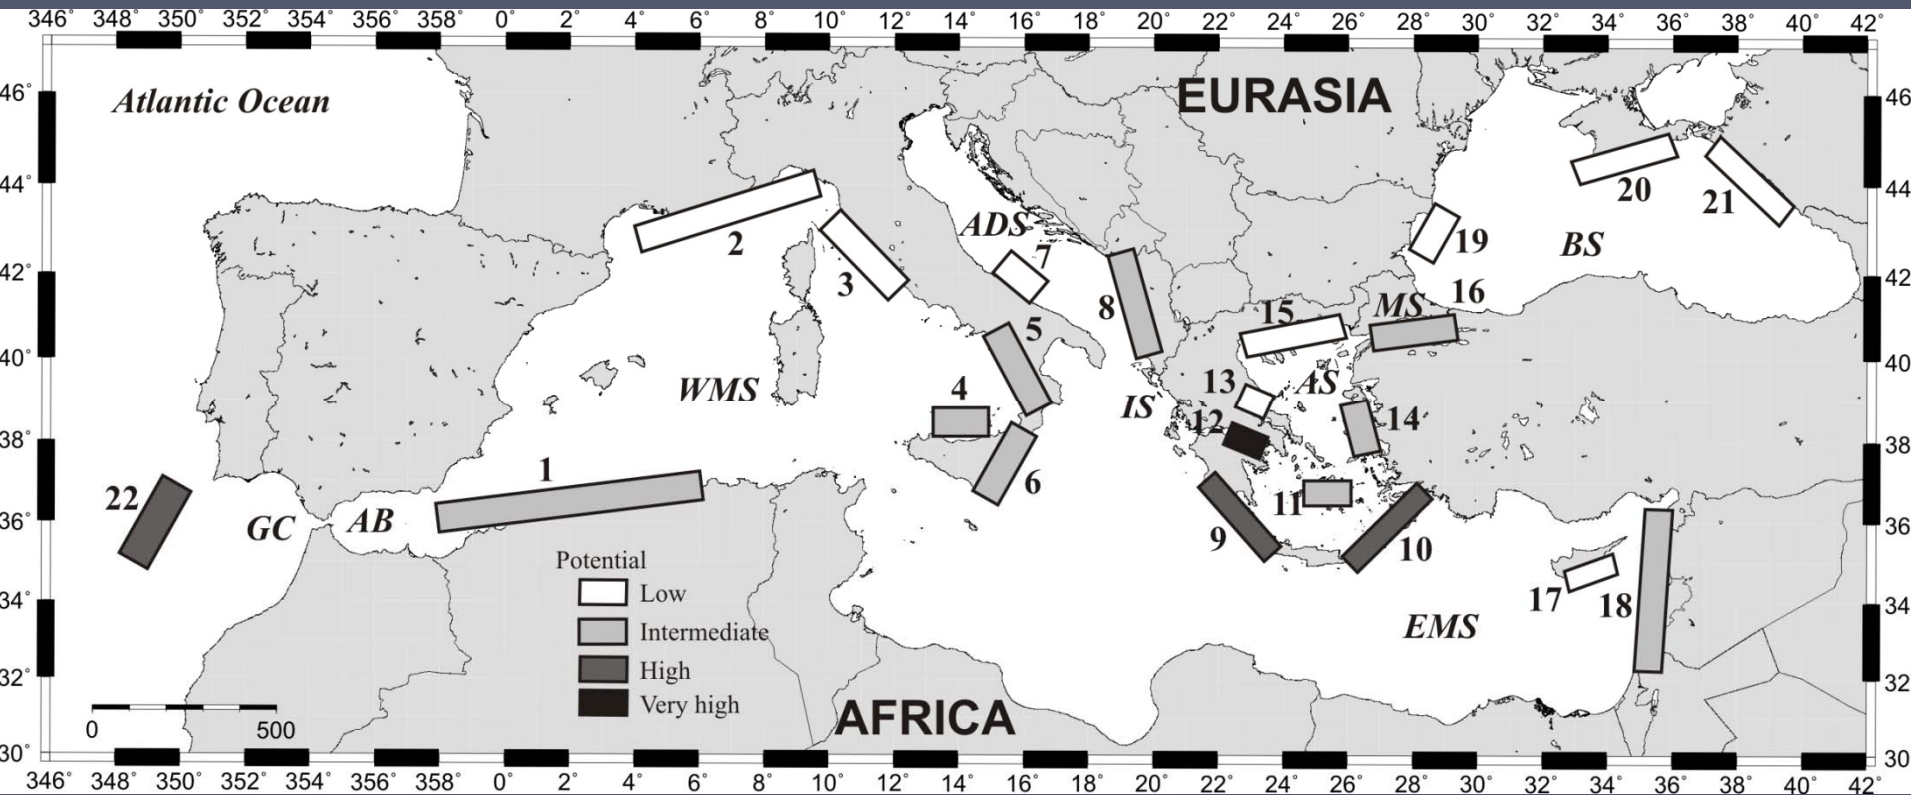 346° 348° 350° 352° 354° 356° 358° 0° 2° 4° 6° 8° 10° 12° 14° 16° 18° 20° 22° 24° 26° 28° 30° 32° 34° 36° 38° 40° 42°
Atlantic Ocean
EURASIA
46° 46
44° 44
42° 42
40° 40
38° 38
36° 36
34° 34
32° 32
30° 30
ADS
BS
MS
WMS
IS
AS
GC
AB
EMS
AFRICA
1
2
3
4
5
6
7
8
9
10
11
12
13
14
15
16
17
18
19
20
21
22
Potential
Low
Intermediate
High
Very high
0 500
346° 348° 350° 352° 354° 356° 358° 0° 2° 4° 6° 8° 10° 12° 14° 16° 18° 20° 22° 24° 26° 28° 30° 32° 34° 36° 38° 40° 42°